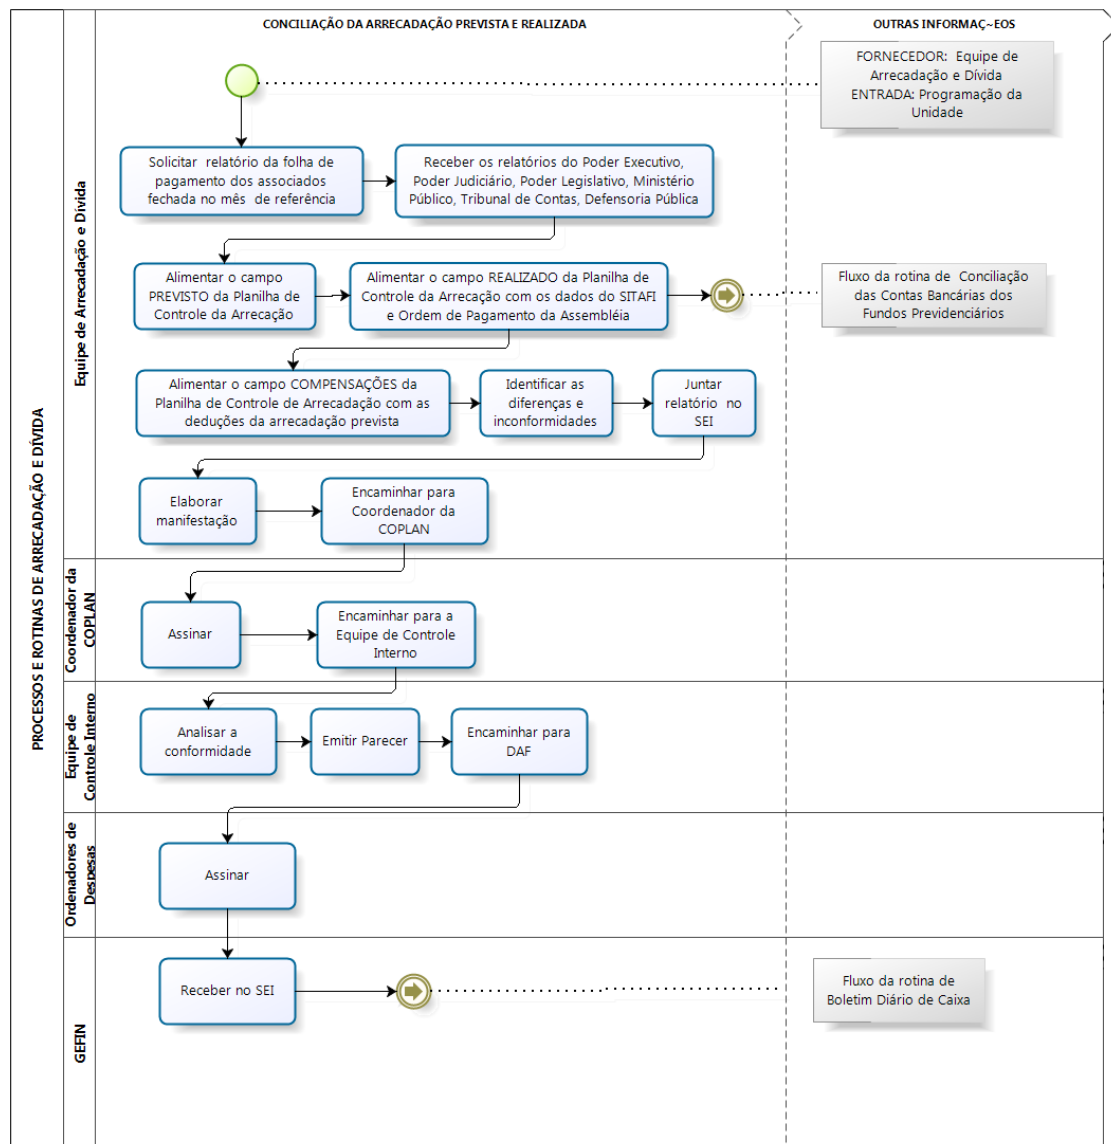 CONCILIAÇÃO DA ARRECADAÇÃO PREVISTA E REALIZADA
OUTRAS INFORMAÇ~EOS
PROCESSOS E ROTINAS DE ARRECADAÇÃO E DÍVIDA
Equipe de Arrecadação e Divida
FORNECEDOR: Equipe de
Arrecadação e Dívida
ENTRADA: Programação da
Unidade
Solicitar relatório da folha de
pagamento dos associados
fechada no mês de referência
Receber os relatórios do Poder Executivo,
Poder Judiciário, Poder Legislativo, Ministério
Público, Tribunal de Contas, Defensoria Pública
Alimentar o campo
PREVISTO da Planilha de
Controle da Arrecação
Alimentar o campo REALIZADO da Planilha de
Controle da Arrecação com os dados do SITAFI
e Ordem de Pagamento da Assembléia
Fluxo da rotina de Conciliação
das Contas Bancárias dos
Fundos Previdenciários
Alimentar o campo COMPENSAÇÕES da
Planilha de Controle de Arrecadação com as
deduções da arrecadação prevista
Identificar as
diferenças e
inconformidades
Juntar
relatório no
SEI
Elaborar
manifestação
Encaminhar para
Coordenador da
COPLAN
Coordenador da
COPLAN
Assinar
Encaminhar para a
Equipe de Controle
Interno
Equipe de
Controle Interno
Analisar a
conformidade
Emitir Parecer
Encaminhar para
DAF
Ordenadores de
Despesas
Assinar
GEFIN
Receber no SEI
Fluxo da rotina de
Boletim Diário de Caixa